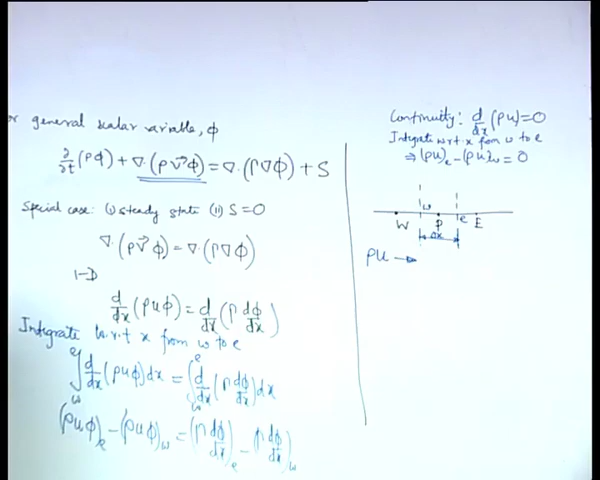 r general scalar variable, ϕ
∂/∂t (ρϕ) + ∇·(ρV⃗ϕ) = ∇·(Γ∇ϕ) + S
Special case: (i) steady state (ii) S=0
∇·(ρV⃗ϕ) = ∇·(Γ∇ϕ)
1-D
d/dx (ρuϕ) = d/dx (Γ dϕ/dx)
Integrate w.r.t x from w to e
∫_w^e d/dx (ρuϕ) dx = ∫_w^e d/dx (Γ dϕ/dx) dx
(ρuϕ)_e - (ρuϕ)_w = (Γ dϕ/dx)_e - (Γ dϕ/dx)_w
Continuity: d/dx (ρu) = 0
Integrate w.r.t x from w to e
⇒ (ρu)_e - (ρu)_w = 0
w
W P e E
Δx
ρu →